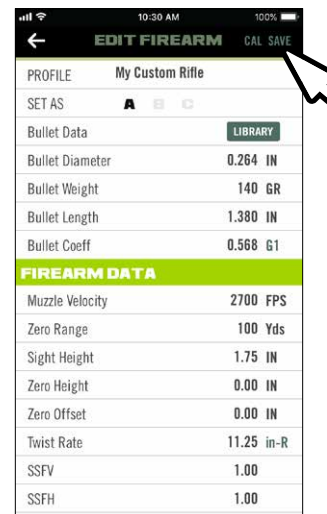 10:30 AM 100%
EDIT FIREARM CAL SAVE
PROFILE My Custom Rifle
SET AS A B C
Bullet Data LIBRARY
Bullet Diameter 0.264 IN
Bullet Weight 140 GR
Bullet Length 1.380 IN
Bullet Coeff 0.568 G1
FIREARM DATA
Muzzle Velocity 2700 FPS
Zero Range 100 Yds
Sight Height 1.75 IN
Zero Height 0.00 IN
Zero Offset 0.00 IN
Twist Rate 11.25 in-R
SSFV 1.00
SSFH 1.00